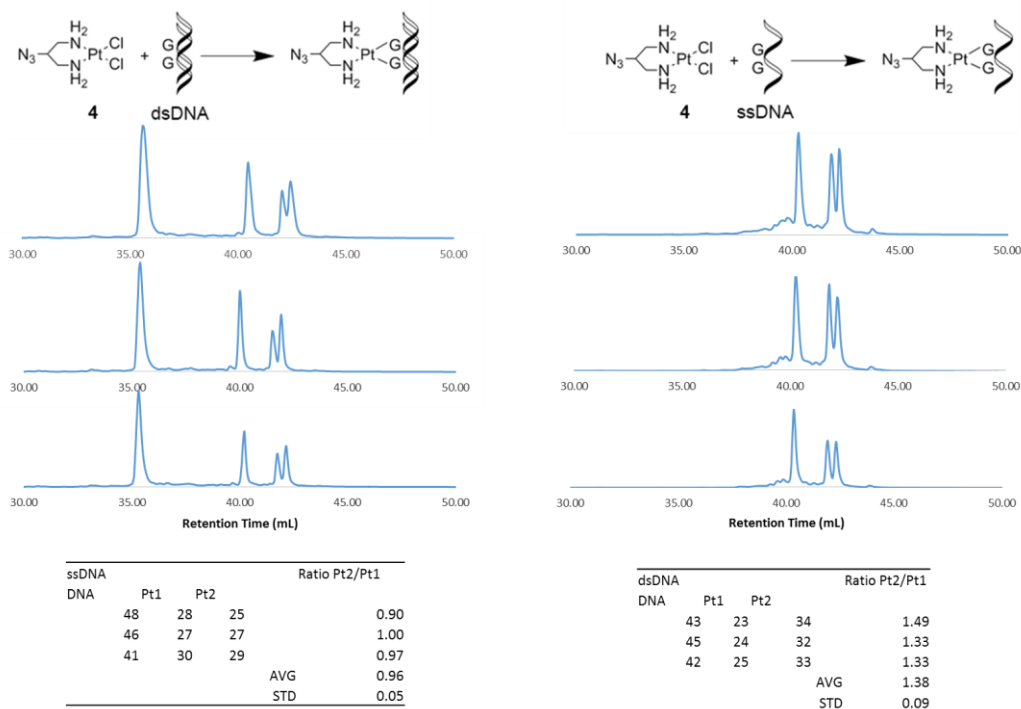 NH₂
Cl
N₃
Pt
+
G
G
Cl
N
H₂
4
dsDNA
H₂
N
N₃
Pt
G
G
N
H₂
30.00 35.00 40.00 45.00 50.00
30.00 35.00 40.00 45.00 50.00
30.00 35.00 40.00 45.00 50.00
Retention Time (mL)
ssDNA Ratio Pt2/Pt1
DNA Pt1 Pt2
48 28 25 0.90
46 27 27 1.00
41 30 29 0.97
AVG 0.96
STD 0.05
H₂
N
Cl
N₃
Pt
+
G
G
Cl
N
H₂
4
ssDNA
H₂
N
N₃
Pt
G
G
N
H₂
30.00 35.00 40.00 45.00 50.00
30.00 35.00 40.00 45.00 50.00
30.00 35.00 40.00 45.00 50.00
Retention Time (mL)
dsDNA Ratio Pt2/Pt1
DNA Pt1 Pt2
43 23 34 1.49
45 24 32 1.33
42 25 33 1.33
AVG 1.38
STD 0.09